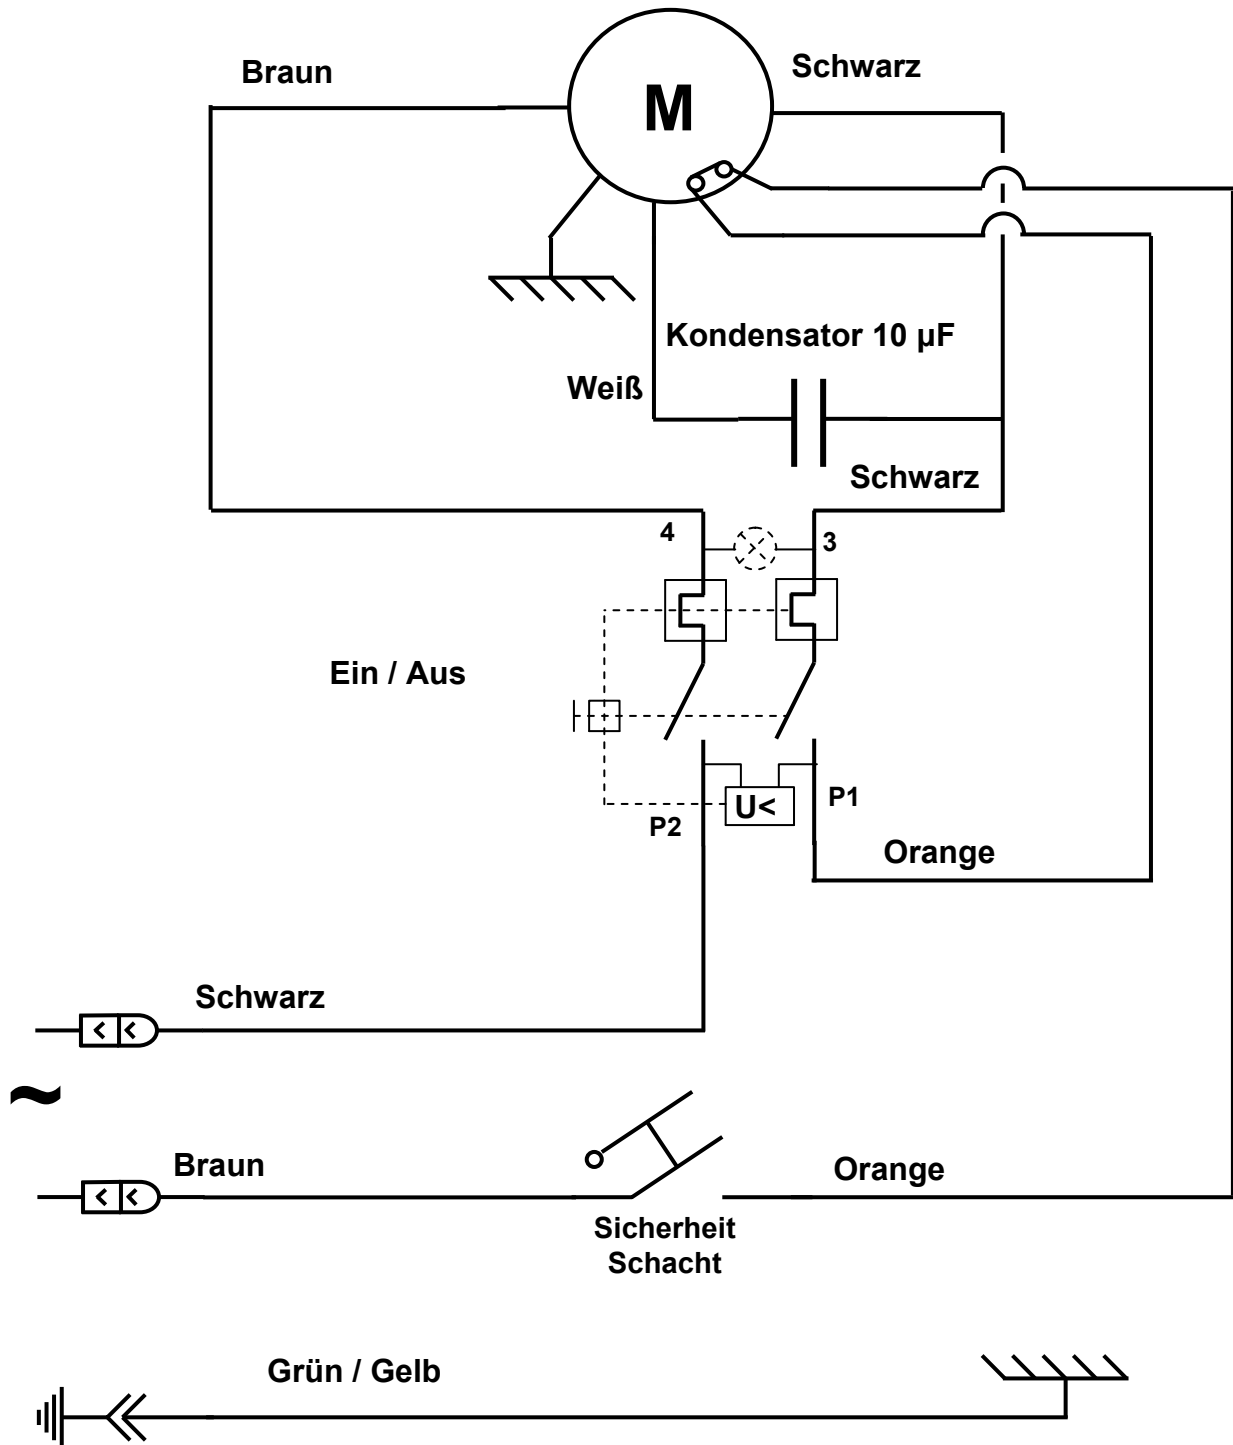 Braun
Schwarz
M
Kondensator 10 µF
Weiß
Schwarz
4
3
Ein / Aus
P1
U<
P2
Orange
Schwarz
~
Braun
Orange
Sicherheit
Schacht
Grün / Gelb